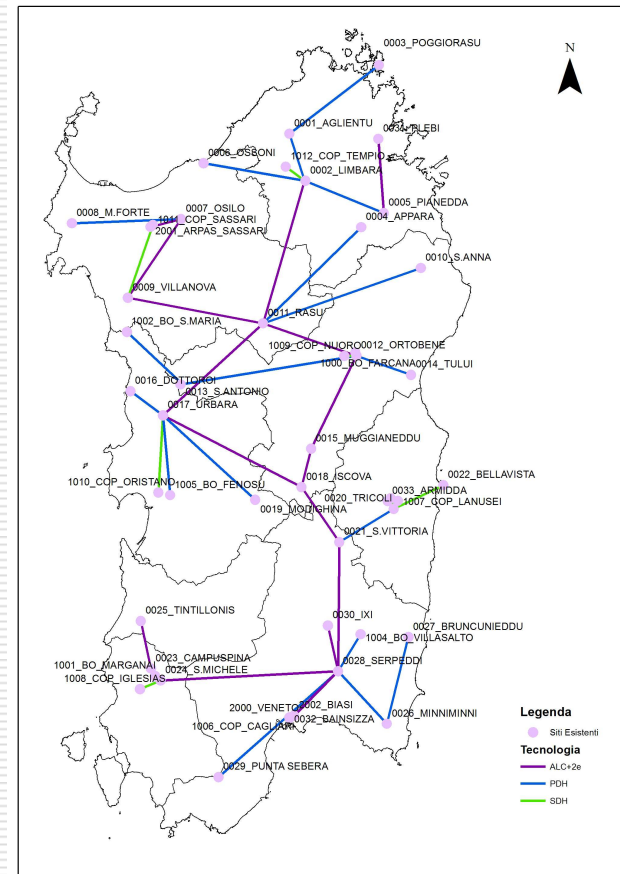 0003_POGGIORASU
N
0001_AGLIENTU
0031_PLEBI
1012_COP_TEMPIO
0006_OSSONI
0002_LIMBARA
0005_PIANEDDA
0007_OSILO
0004_APPARA
0008_M.FORTE
1011_COP_SASSARI
2001_ARPAS_SASSARI
0010_S.ANNA
0009_VILLANOVA
0011_RASU
1002_BO_S.MARIA
1009_COP_NUORO
0012_ORTOBENE
1000_BO_FARCANA
0014_TULUI
0016_DOTTOROI
0013_S.ANTONIO
0017_URBARA
0015_MUGGIANEDDU
0018_ISCOVA
0022_BELLAVISTA
1010_COP_ORISTANO
1005_BO_FENOSU
0033_ARMIDDA
0020_TRICOLI
1007_COP_LANUSEI
0019_MODIGHINA
0021_S.VITTORIA
0025_TINTILLONIS
0030_IXI
0027_BRUNCUNIEDDU
1004_BO_VILLASALTO
0023_CAMPUSPINA
1001_BO_MARGANAI
0024_S.MICHELE
0028_SERPEDDI
1008_COP_IGLESIAS
2002_BIASI
2000_VENETO
0032_BAINSIZZA
1006_COP_CAGLIARI
0026_MINNIMINNI
0029_PUNTA SEBERA
Legenda
Siti Esistenti
Tecnologia
ALC+2e
PDH
SDH